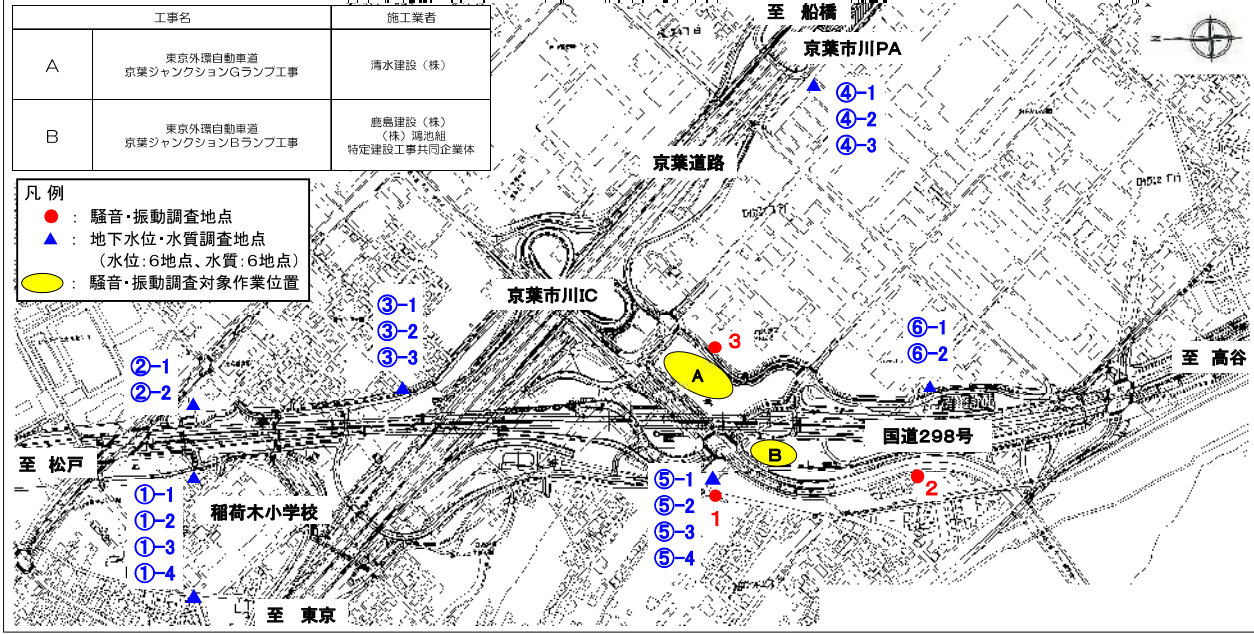 工事名 施工業者
A 東京外環自動車道
京葉ジャンクションGランプ工事 清水建設（株）
B 東京外環自動車道
京葉ジャンクションBランプ工事 鹿島建設（株）
（株）鴻池組
特定建設工事共同企業体
凡 例
： 騒音・振動調査地点
： 地下水位・水質調査地点
（水位：6地点、水質：6地点）
： 騒音・振動調査対象作業位置
至 船橋
京葉市川PA
④-1
④-2
④-3
京葉道路
京葉市川IC
③-1
③-2
③-3
②-1
②-2
3
A
⑥-1
⑥-2
至 高谷
国道298号
B
至 松戸
①-1
①-2
①-3
①-4
稲荷木小学校
⑤-1
⑤-2
⑤-3
⑤-4
1
2
至 東京